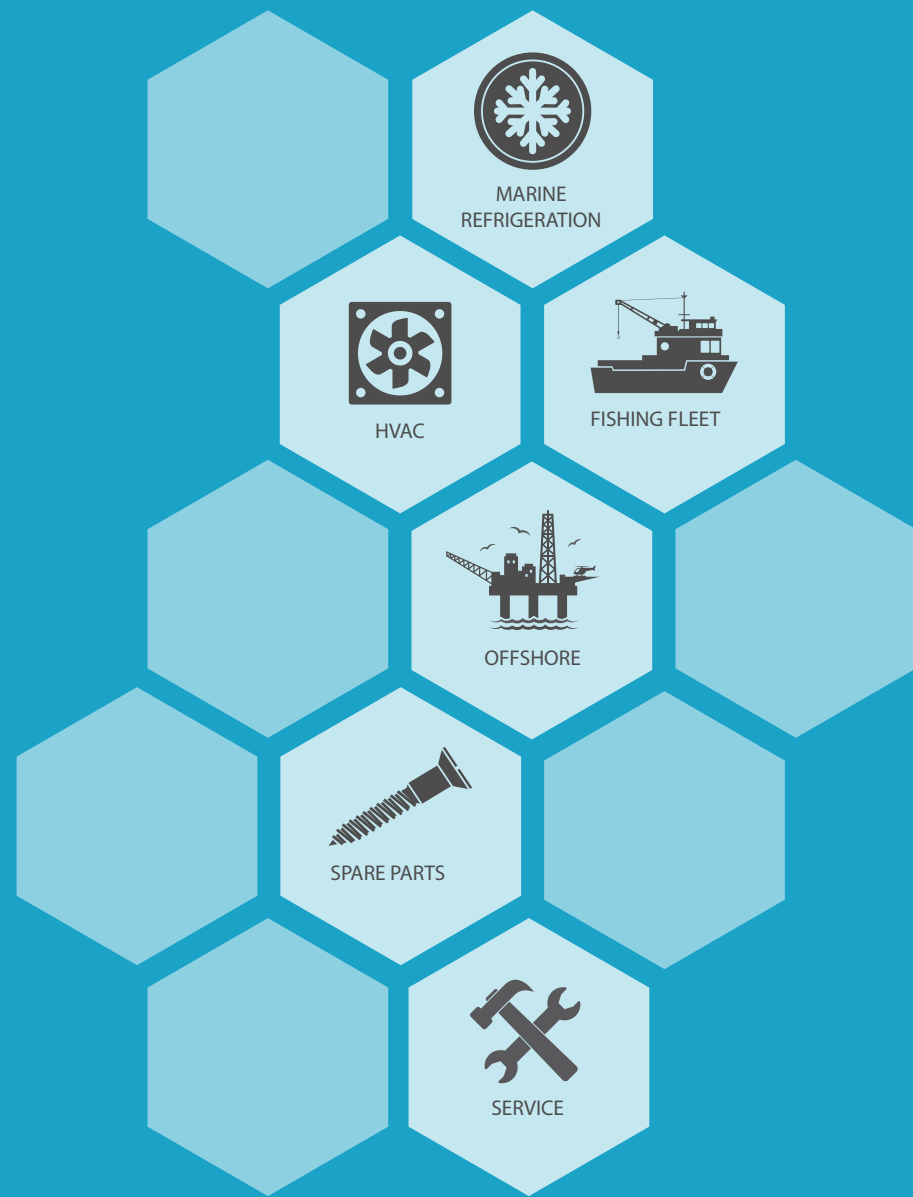 MARINE
REFRIGERATION
HVAC
FISHING FLEET
OFFSHORE
SPARE PARTS
SERVICE